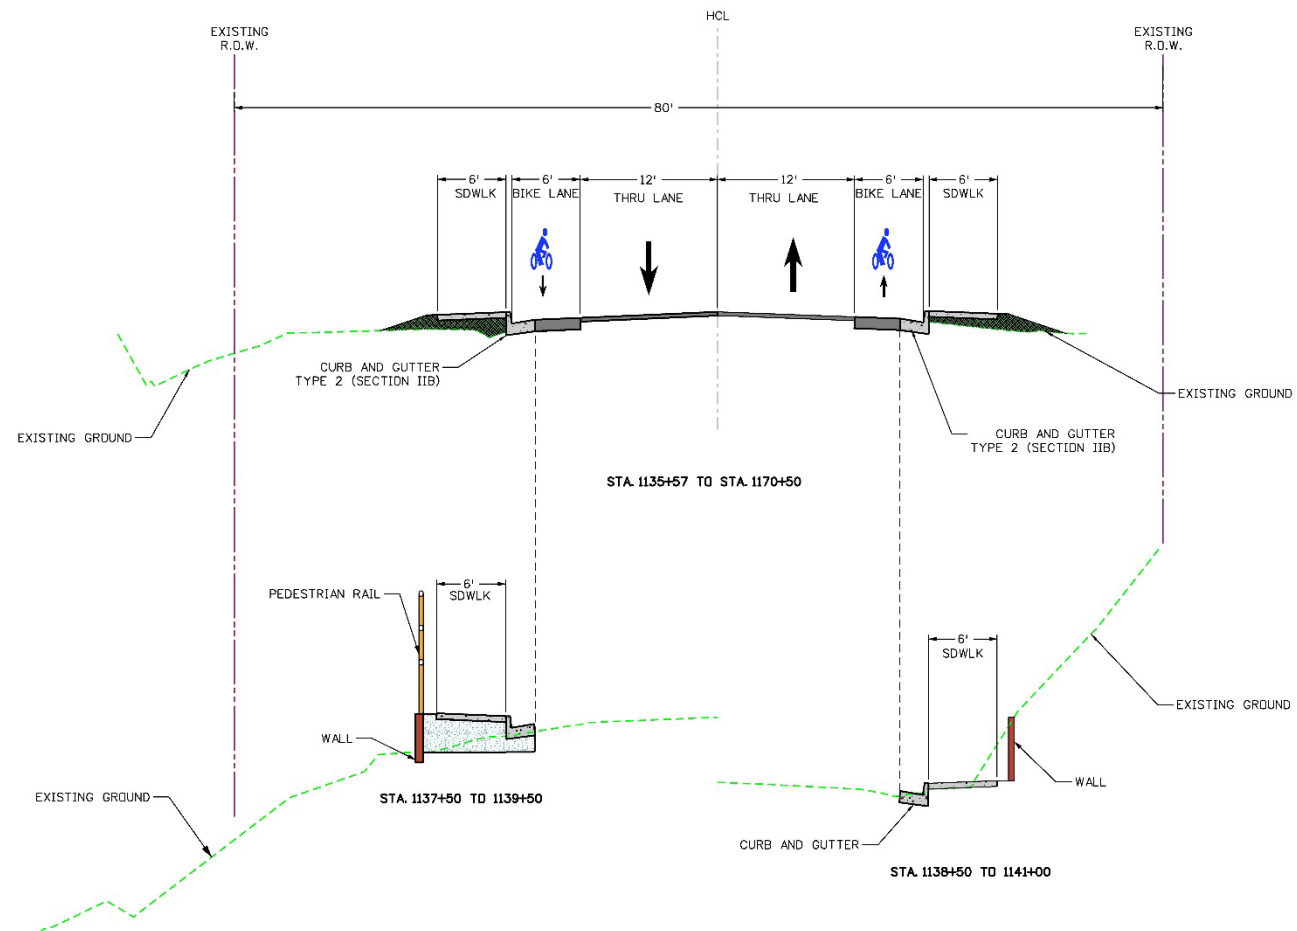 HCL
EXISTING
R.O.W.
EXISTING
R.O.W.
80'
6'
SDWLK
6'
BIKE LANE
12'
THRU LANE
12'
THRU LANE
6'
BIKE LANE
6'
SDWLK
CURB AND GUTTER
TYPE 2 (SECTION IIB)
EXISTING GROUND
EXISTING GROUND
CURB AND GUTTER
TYPE 2 (SECTION IIB)
STA. 1135+57 TO STA. 1170+50
PEDESTRIAN RAIL
6'
SDWLK
6'
SDWLK
EXISTING GROUND
WALL
WALL
EXISTING GROUND
STA. 1137+50 TO 1139+50
CURB AND GUTTER
STA. 1138+50 TO 1141+00